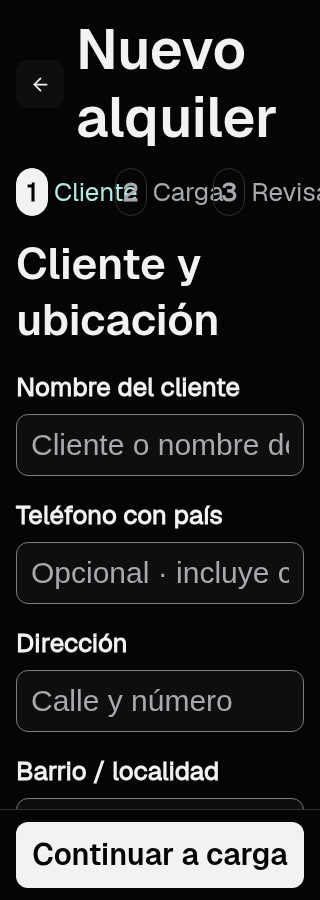 Nuevo
alquiler
1 Cliente 2 Carga 3 Revisa
Cliente y
ubicación
Nombre del cliente
Cliente o nombre de
Teléfono con país
Opcional · incluye c
Dirección
Calle y número
Barrio / localidad
Continuar a carga